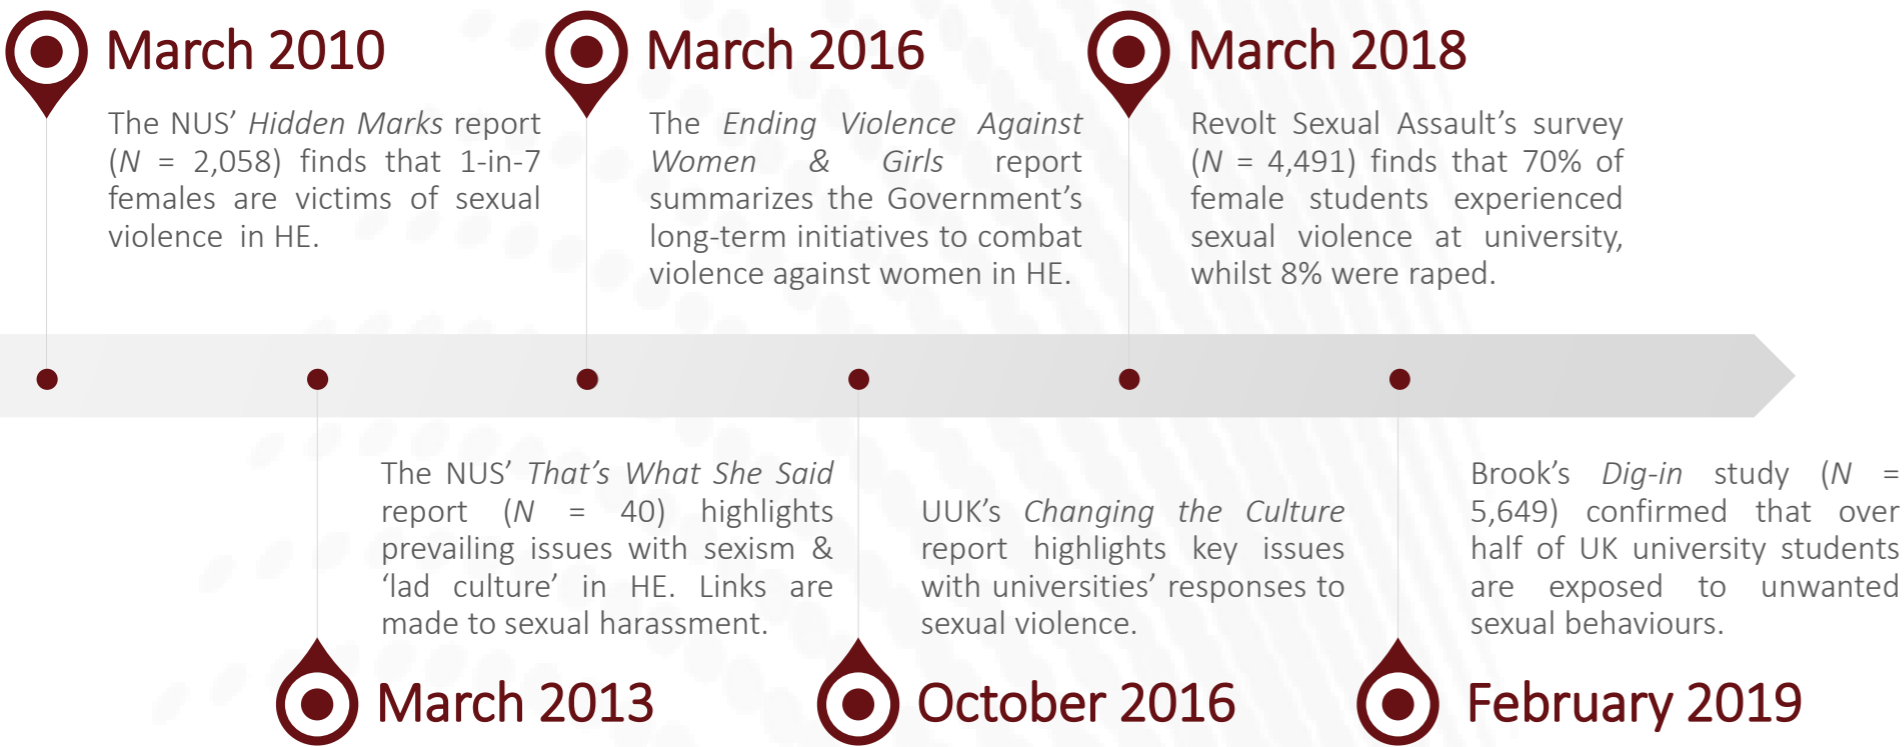 March 2010
The NUS’ Hidden Marks report
(N = 2,058) finds that 1-in-7
females are victims of sexual
violence in HE.
March 2013
The NUS’ That’s What She Said
report (N = 40) highlights
prevailing issues with sexism &
‘lad culture’ in HE. Links are
made to sexual harassment.
March 2016
The Ending Violence Against
Women & Girls report
summarizes the Government’s
long-term initiatives to combat
violence against women in HE.
October 2016
UUK’s Changing the Culture
report highlights key issues
with universities’ responses to
sexual violence.
March 2018
Revolt Sexual Assault’s survey
(N = 4,491) finds that 70% of
female students experienced
sexual violence at university,
whilst 8% were raped.
February 2019
Brook’s Dig-in study (N =
5,649) confirmed that over
half of UK university students
are exposed to unwanted
sexual behaviours.